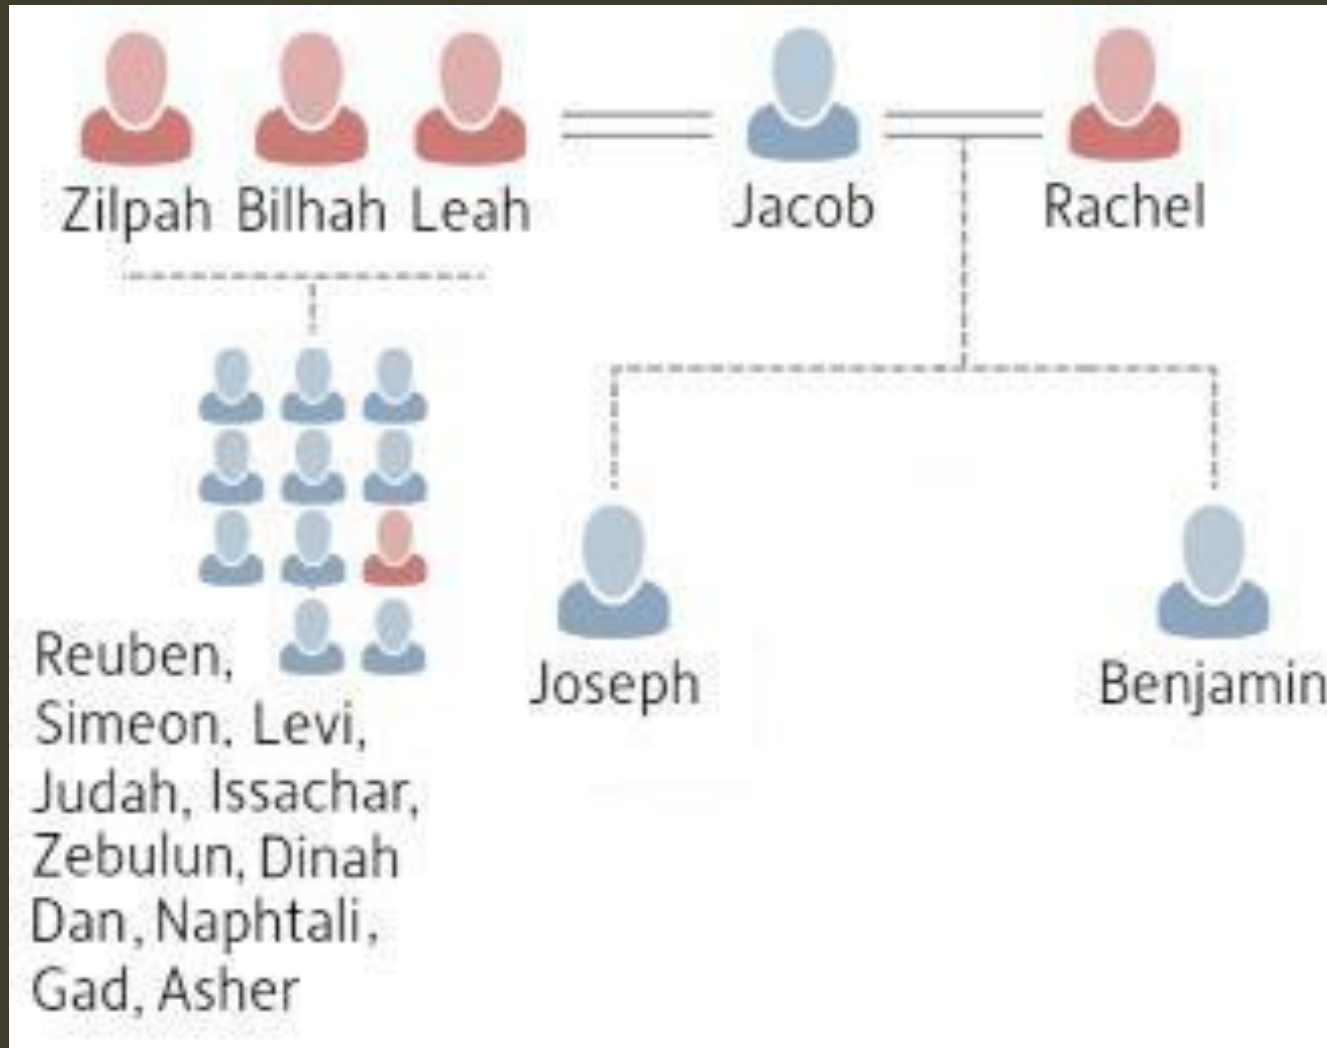 Zilpah Bilhah Leah Jacob Rachel
Joseph Benjamin
Reuben,
Simeon, Levi,
Judah, Issachar,
Zebulun, Dinah
Dan, Naphtali,
Gad, Asher